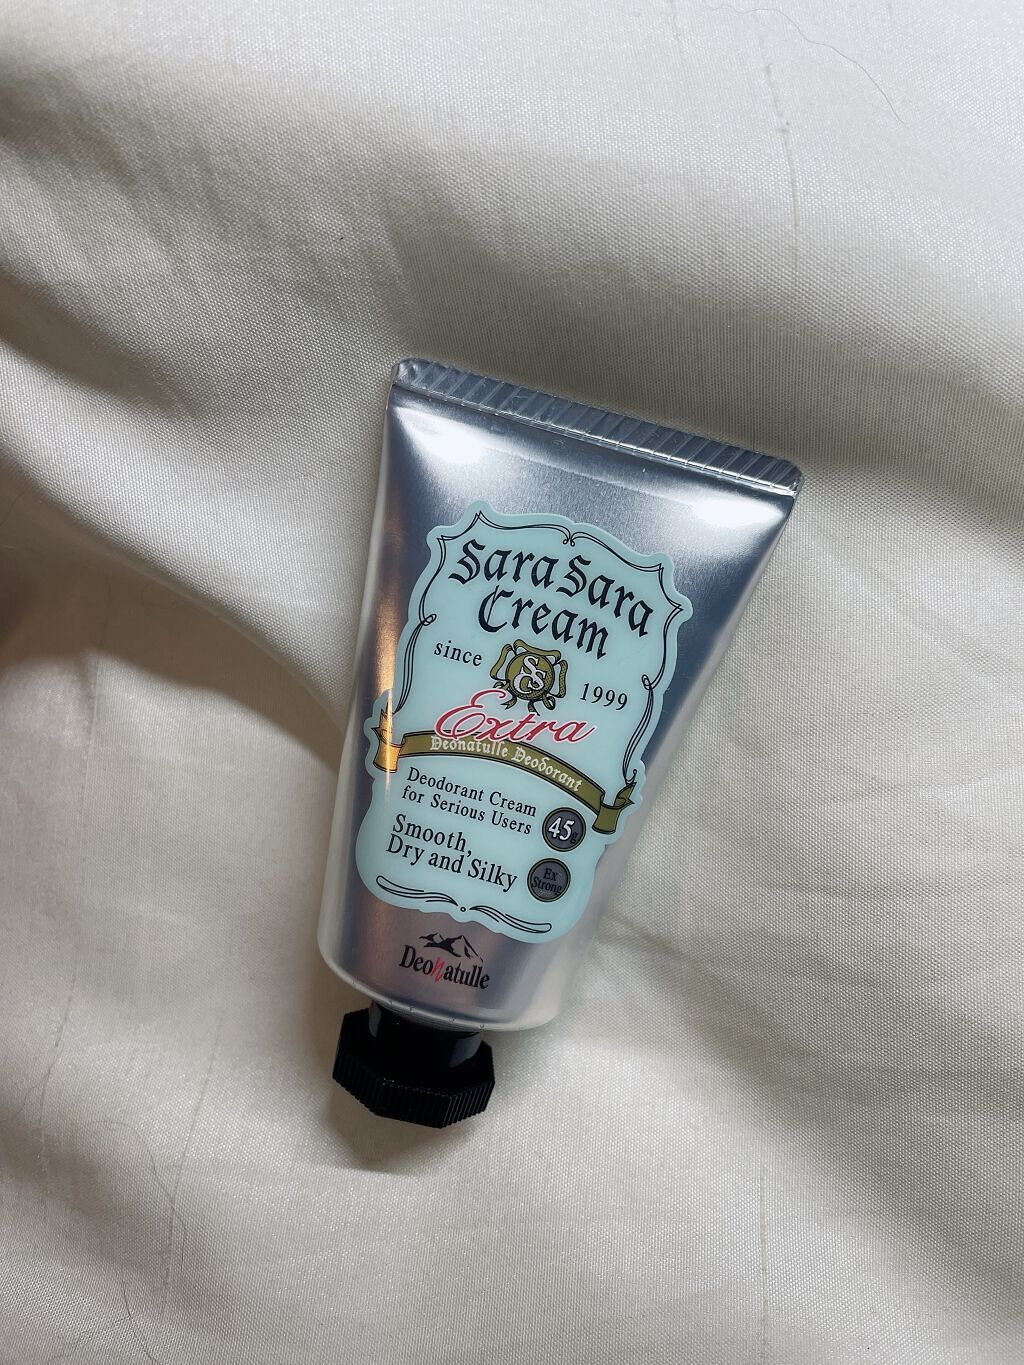 Sara Sara
Cream
since 1999
SSC
Extra
Deonatulle Deodorant
Deodorant Cream
for Serious Users
45g
Smooth,
Dry and Silky
Ex
Strong
Deonatulle